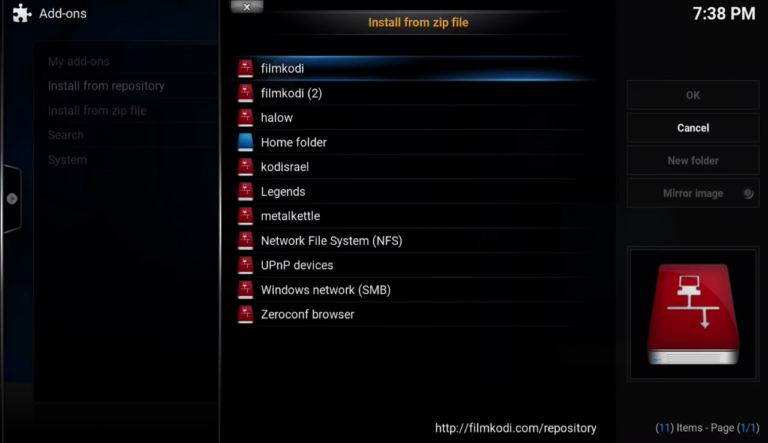 Add-ons
My add-ons
Install from repository
Install from zip file
Search
System
Install from zip file
filmkodi
filmkodi (2)
halow
Home folder
kodisrael
Legends
metalkettle
Network File System (NFS)
UPnP devices
Windows network (SMB)
Zeroconf browser
http://filmkodi.com/repository
7:38 PM
OK
Cancel
New folder
Mirror image
(11) Items - Page (1/1)